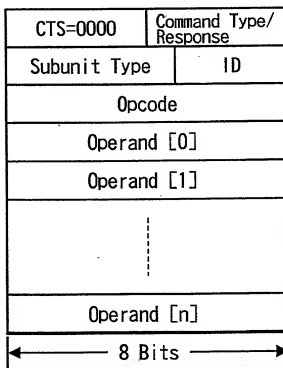 CTS=0000 Command Type/
Response
Subunit Type ID
Opcode
Operand [0]
Operand [1]
Operand [n]
8 Bits